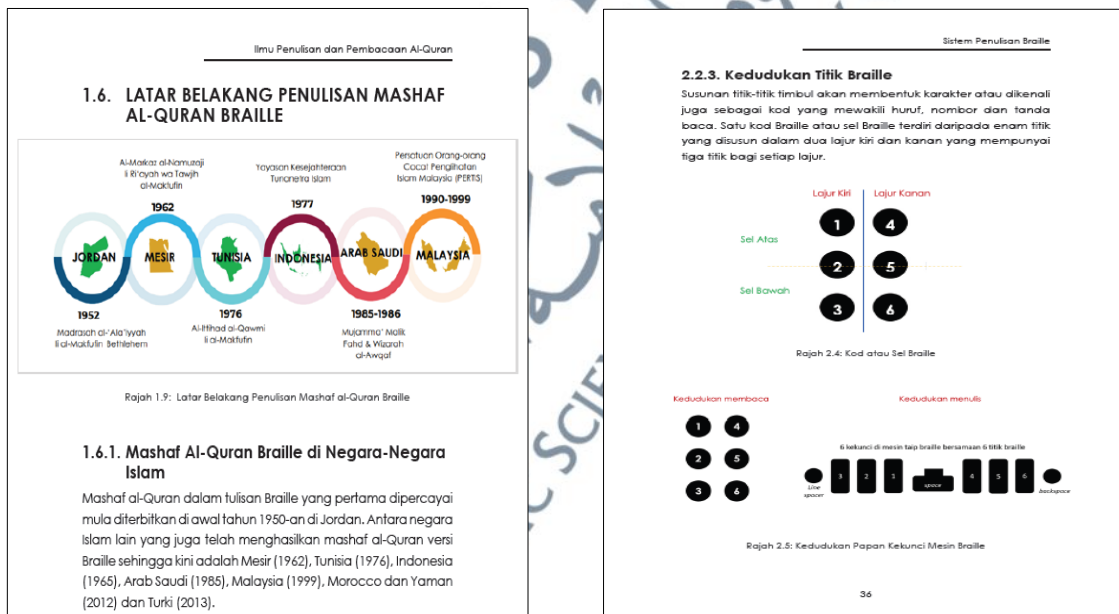 Ilmu Penulisan dan Pembacaan Al-Quran
1.6. LATAR BELAKANG PENULISAN MASHAF
AL-QURAN BRAILLE
Al-Markaz al-Namuzaji
li Ri'ayah wa Tawjih
al-Makfufin
1962
Yayasan Kesejahteraan
Tunanetra Islam
1977
Persatuan Orang-orang
Cacat Penglihatan
Islam Malaysia (PERTIS)
1990-1999
JORDAN
MESIR
TUNISIA
INDONESIA
ARAB SAUDI
MALAYSIA
1952
Madrasah al-'Ala'iyyah
li al-Makfufin Bethlehem
1976
Al-Ittihad al-Qawmi
li al-Makfufin
1985-1986
Mujamma' Malik
Fahd & Wizarah
al-Awqaf
Rajah 1.9: Latar Belakang Penulisan Mashaf al-Quran Braille
1.6.1. Mashaf Al-Quran Braille di Negara-Negara
Islam
Mashaf al-Quran dalam tulisan Braille yang pertama dipercayai
mula diterbitkan di awal tahun 1950-an di Jordan. Antara negara
Islam lain yang juga telah menghasilkan mashaf al-Quran versi
Braille sehingga kini adalah Mesir (1962), Tunisia (1976), Indonesia
(1965), Arab Saudi (1985), Malaysia (1999), Morocco dan Yaman
(2012) dan Turki (2013).
Sistem Penulisan Braille
2.2.3. Kedudukan Titik Braille
Susunan titik-titik timbul akan membentuk karakter atau dikenali
juga sebagai kod yang mewakili huruf, nombor dan tanda
baca. Satu kod Braille atau sel Braille terdiri daripada enam titik
yang disusun dalam dua lajur kiri dan kanan yang mempunyai
tiga titik bagi setiap lajur.
Lajur Kiri Lajur Kanan
1 4
Sel Atas
2 5
Sel Bawah
3 6
Rajah 2.4: Kod atau Sel Braille
Kedudukan membaca
1 4
2 5
3 6
Kedudukan menulis
6 kekunci di mesin taip braille bersamaan 6 titik braille
3 2 1 space 4 5 6
Line
spacer
backspace
Rajah 2.5: Kedudukan Papan Kekunci Mesin Braille
36
SCIE
IC SCIEN